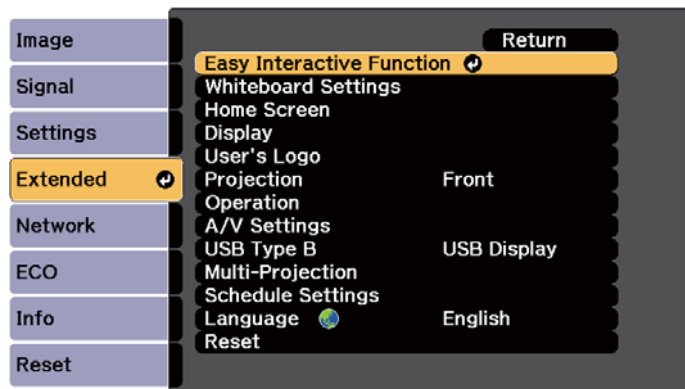 Image
Signal
Settings
Extended
Network
ECO
Info
Reset
Return
Easy Interactive Function
Whiteboard Settings
Home Screen
Display
User's Logo
Projection Front
Operation
A/V Settings
USB Type B USB Display
Multi-Projection
Schedule Settings
Language English
Reset